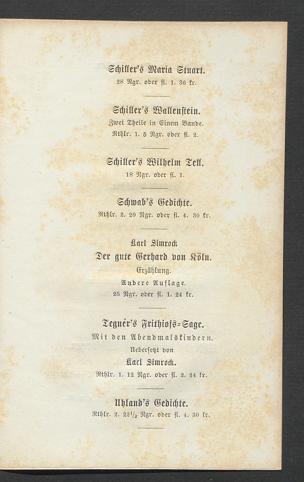 Schiller's Maria Stuart.
28 Ngr. oder fl. 1. 36 kr.
Schiller's Wallenstein.
Zwei Theile in Einem Bande.
Rthlr. 1. 5 Ngr. oder fl. 2.
Schiller's Wilhelm Tell.
18 Ngr. oder fl. 1.
Schwab's Gedichte.
Rthlr. 2. 20 Ngr. oder fl. 4. 30 kr.
Karl Simrock
Der gute Gerhard von Köln.
Erzählung.
Andere Auflage.
25 Ngr. oder fl. 1. 24 kr.
Tegnér's Frithiofs-Sage.
Mit den Abendmalskindern.
Uebersetzt von
Karl Simrock.
Rthlr. 1. 12 Ngr. oder fl. 2. 24 kr.
Uhland's Gedichte.
Rthlr. 2. 22½ Ngr. oder fl. 4. 30 kr.